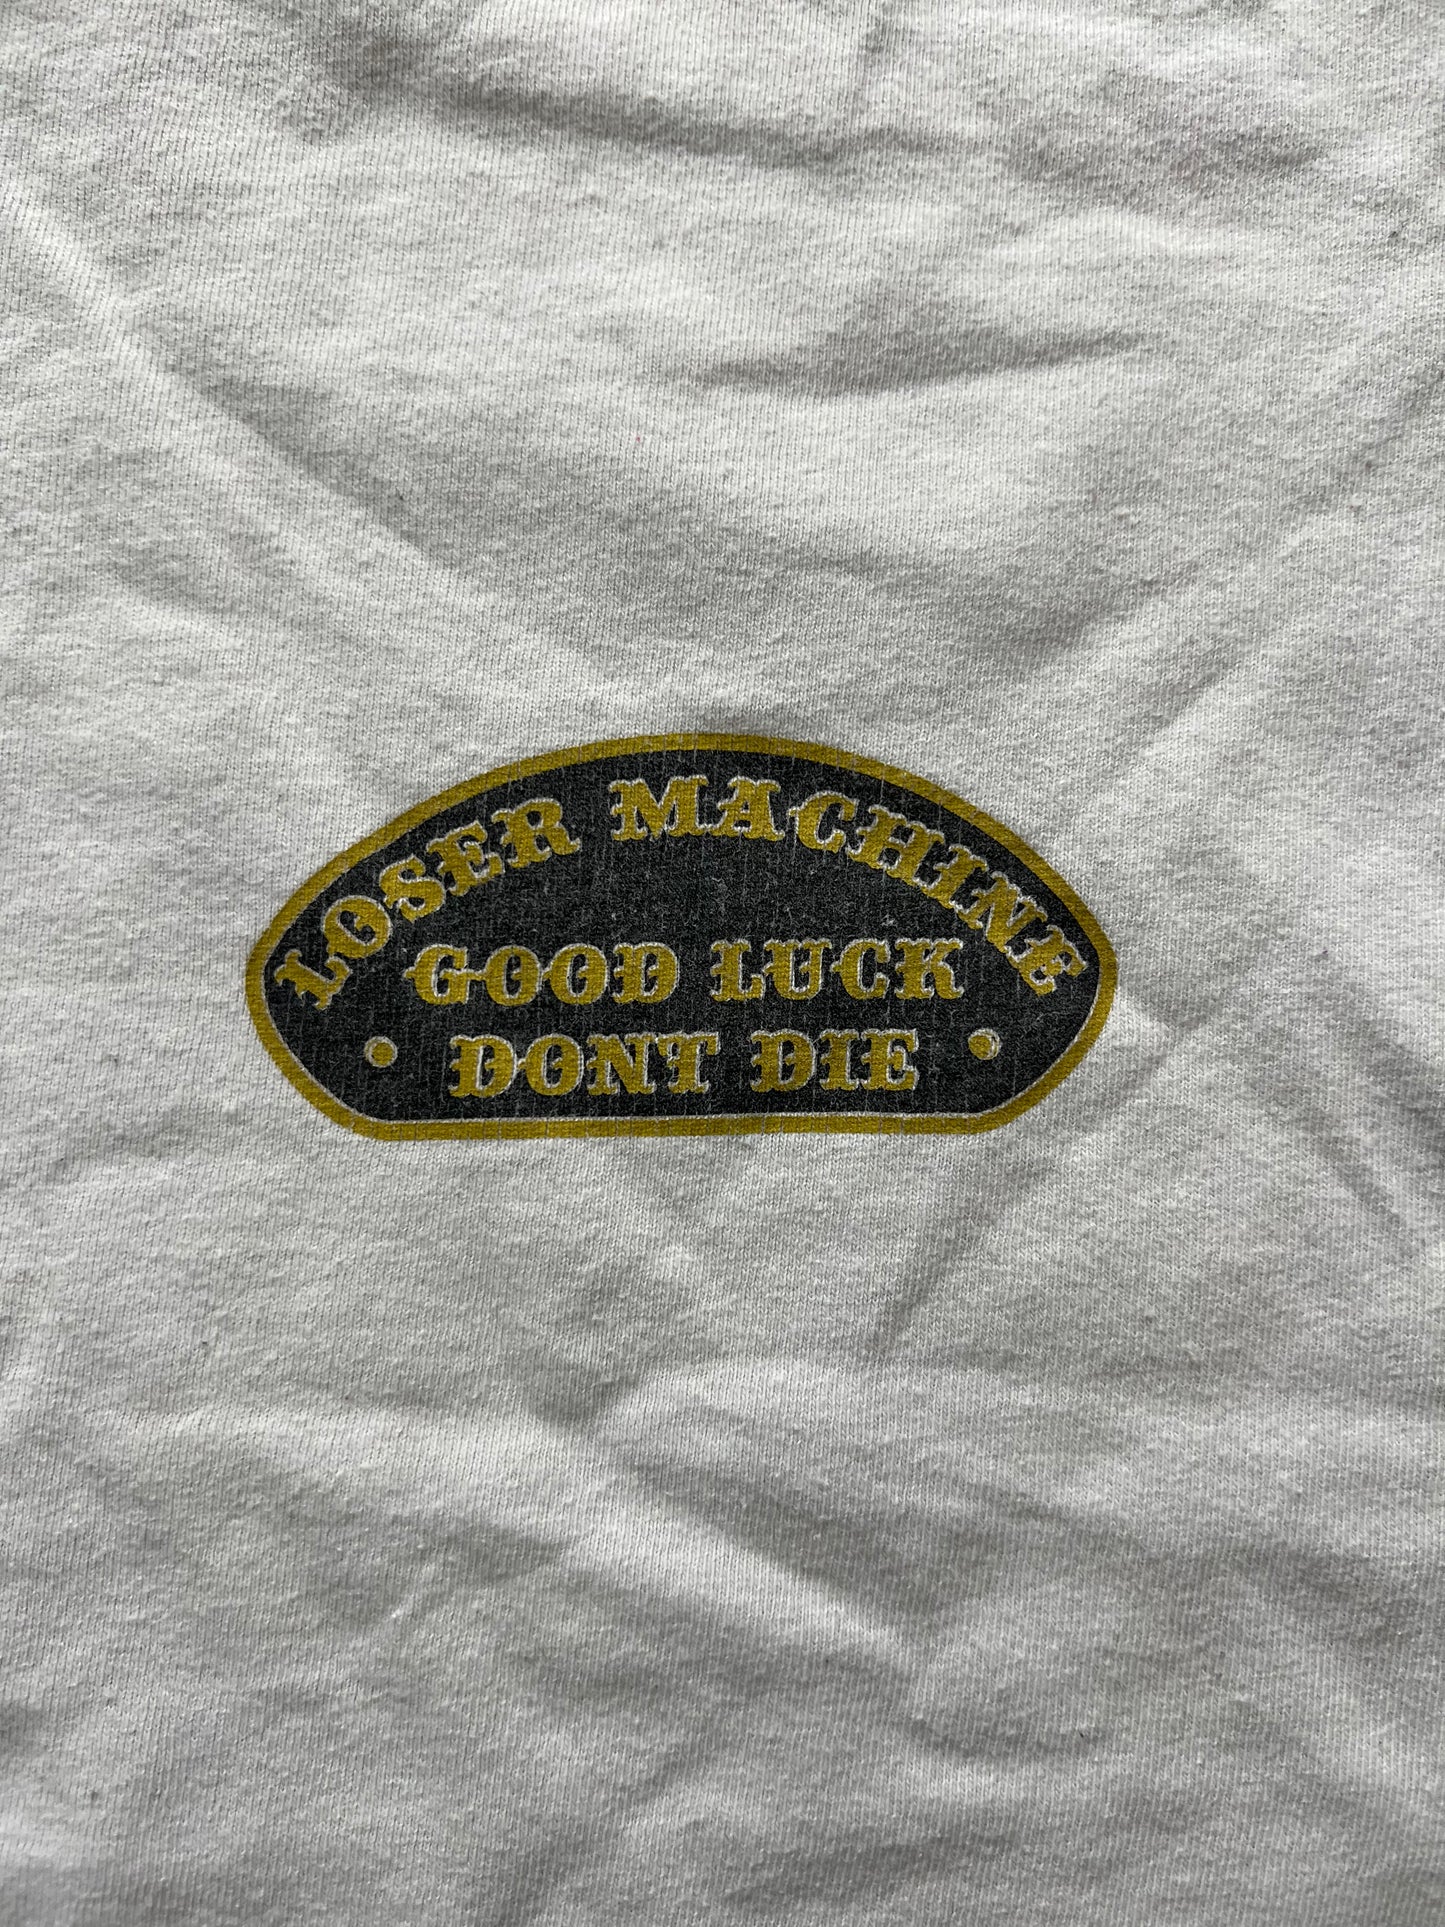 LOSER MACHINE
GOOD LUCK
• DONT DIE •